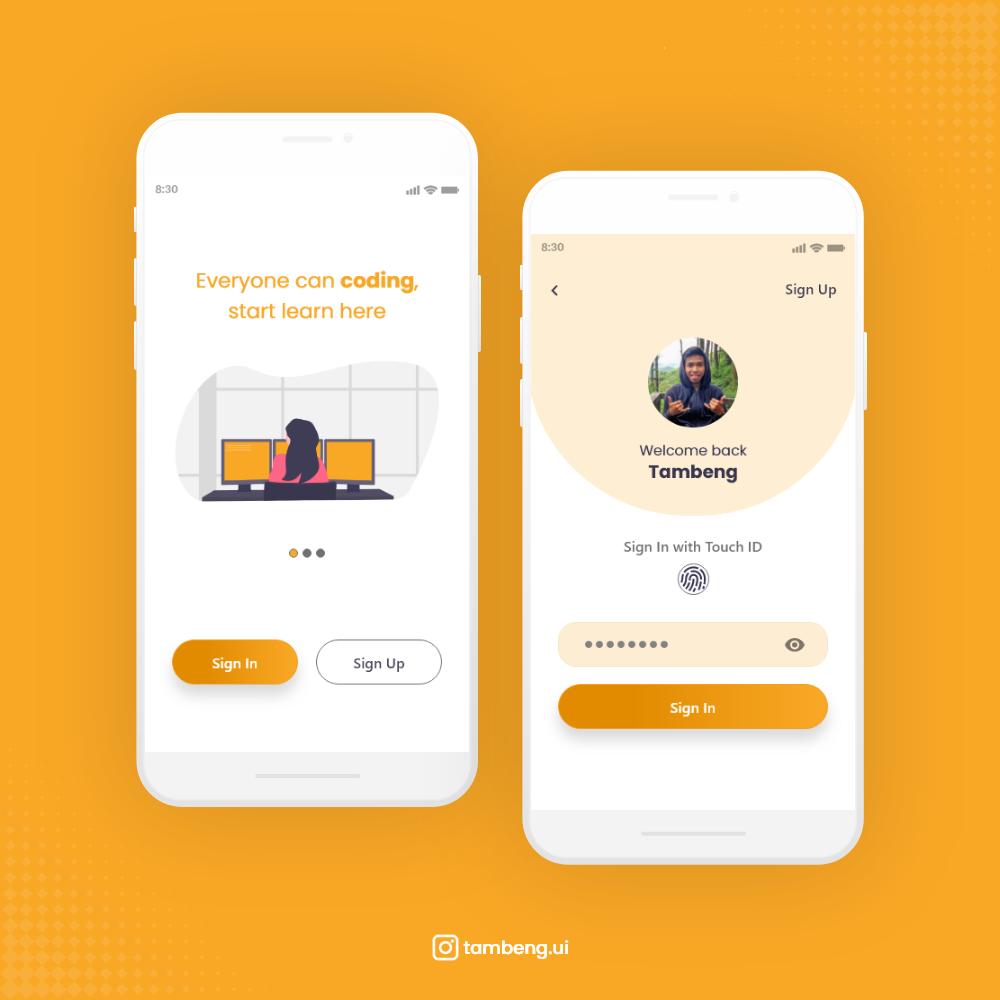 8:30
Everyone can coding,
start learn here
Sign In
Sign Up
8:30
Sign Up
Welcome back
Tambeng
Sign In with Touch ID
Sign In
tambeng.ui